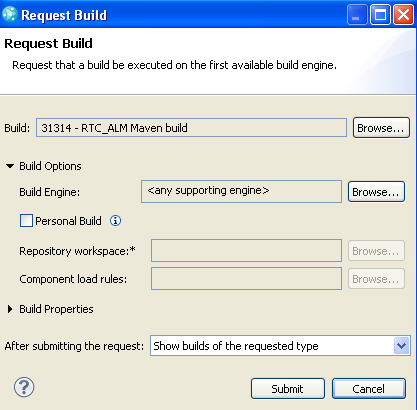 Request Build
Request Build
Request that a build be executed on the first available build engine.
Build: 31314 - RTC_ALM Maven build Browse...
Build Options
Build Engine: <any supporting engine> Browse...
Personal Build i
Repository workspace:* Browse...
Component load rules: Browse...
Build Properties
After submitting the request: Show builds of the requested type
? Submit Cancel